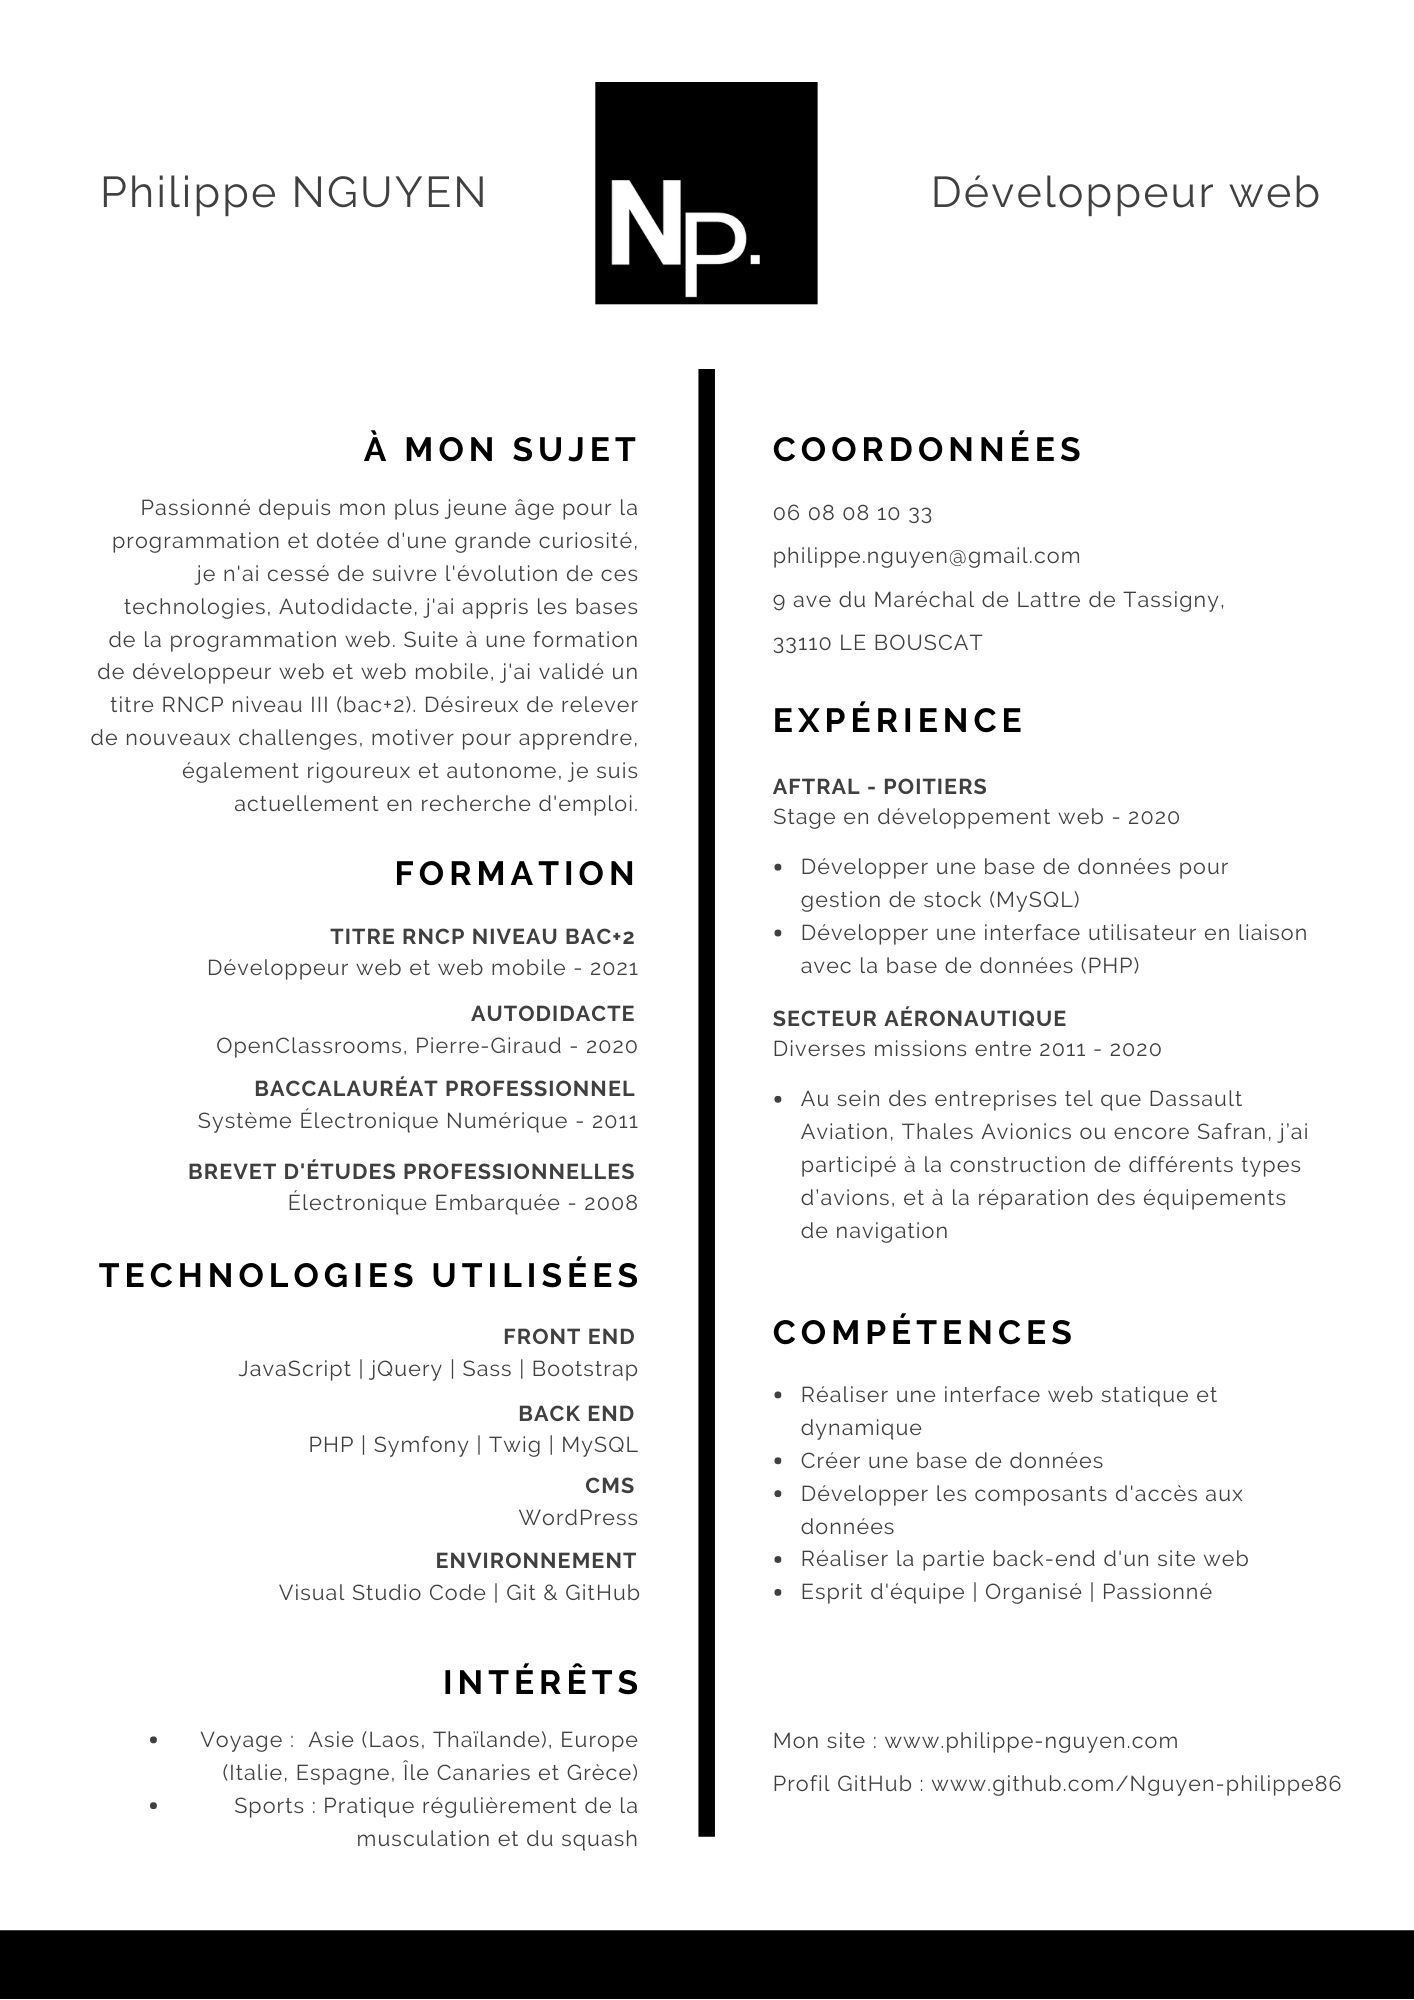 Philippe NGUYEN
NP.
Développeur web
À MON SUJET
Passionné depuis mon plus jeune âge pour la
programmation et dotée d'une grande curiosité,
je n'ai cessé de suivre l'évolution de ces
technologies, Autodidacte, j'ai appris les bases
de la programmation web. Suite à une formation
de développeur web et web mobile, j'ai validé un
titre RNCP niveau III (bac+2). Désireux de relever
de nouveaux challenges, motiver pour apprendre,
également rigoureux et autonome, je suis
actuellement en recherche d'emploi.
FORMATION
TITRE RNCP NIVEAU BAC+2
Développeur web et web mobile - 2021
AUTODIDACTE
OpenClassrooms, Pierre-Giraud - 2020
BACCALAURÉAT PROFESSIONNEL
Système Électronique Numérique - 2011
BREVET D'ÉTUDES PROFESSIONNELLES
Électronique Embarquée - 2008
TECHNOLOGIES UTILISÉES
FRONT END
JavaScript | jQuery | Sass | Bootstrap
BACK END
PHP | Symfony | Twig | MySQL
CMS
WordPress
ENVIRONNEMENT
Visual Studio Code | Git & GitHub
INTÉRÊTS
• Voyage :  Asie (Laos, Thaïlande), Europe
(Italie, Espagne, Île Canaries et Grèce)
• Sports : Pratique régulièrement de la
musculation et du squash
COORDONNÉES
06 08 08 10 33
philippe.nguyen@gmail.com
9 ave du Maréchal de Lattre de Tassigny,
33110 LE BOUSCAT
EXPÉRIENCE
AFTRAL - POITIERS
Stage en développement web - 2020
• Développer une base de données pour
gestion de stock (MySQL)
• Développer une interface utilisateur en liaison
avec la base de données (PHP)
SECTEUR AÉRONAUTIQUE
Diverses missions entre 2011 - 2020
• Au sein des entreprises tel que Dassault
Aviation, Thales Avionics ou encore Safran, j’ai
participé à la construction de différents types
d’avions, et à la réparation des équipements
de navigation
COMPÉTENCES
• Réaliser une interface web statique et
dynamique
• Créer une base de données
• Développer les composants d'accès aux
données
• Réaliser la partie back-end d'un site web
• Esprit d'équipe | Organisé | Passionné
Mon site : www.philippe-nguyen.com
Profil GitHub : www.github.com/Nguyen-philippe86